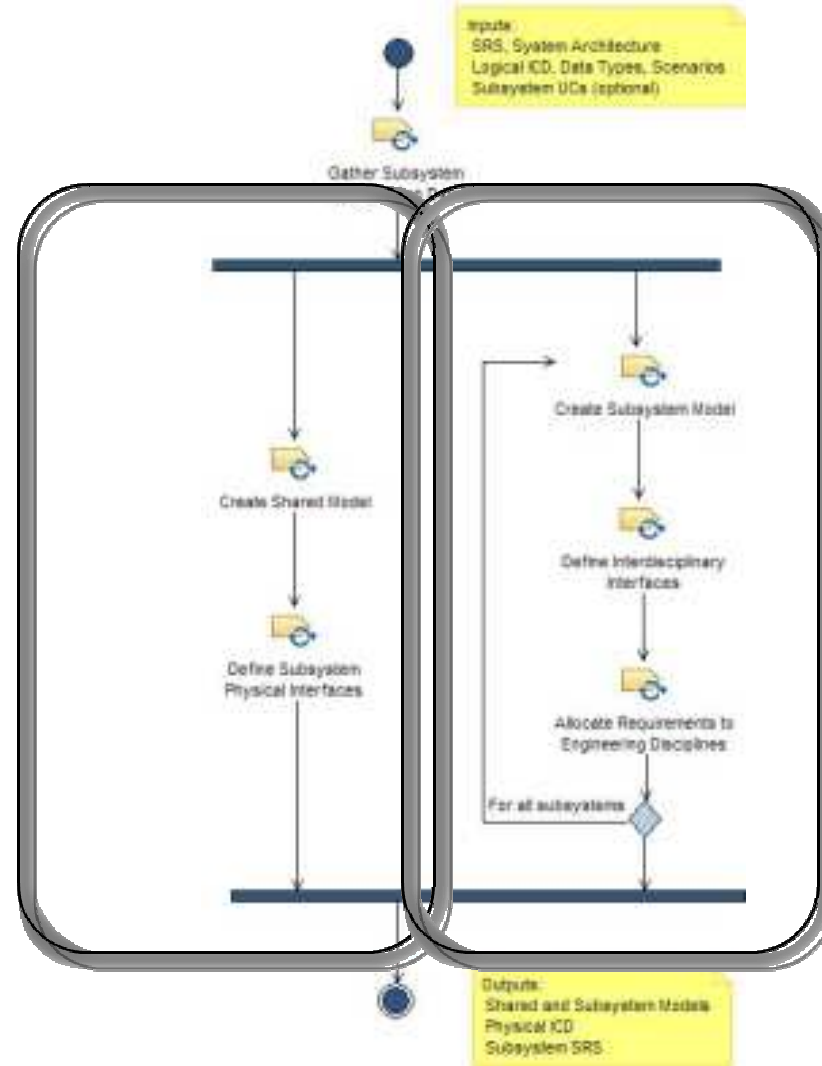 Inputs:
SRS, System Architecture
Logical ICD, Data Types, Scenarios
Subsystem UCs (optional)
Gather Subsystem
Create Subsystem Model
Create Shared Model
Define Interdisciplinary
Interfaces
Define Subsystem
Physical Interfaces
Allocate Requirements to
Engineering Disciplines
For all subsystems
Outputs:
Shared and Subsystem Models
Physical ICD
Subsystem SRS